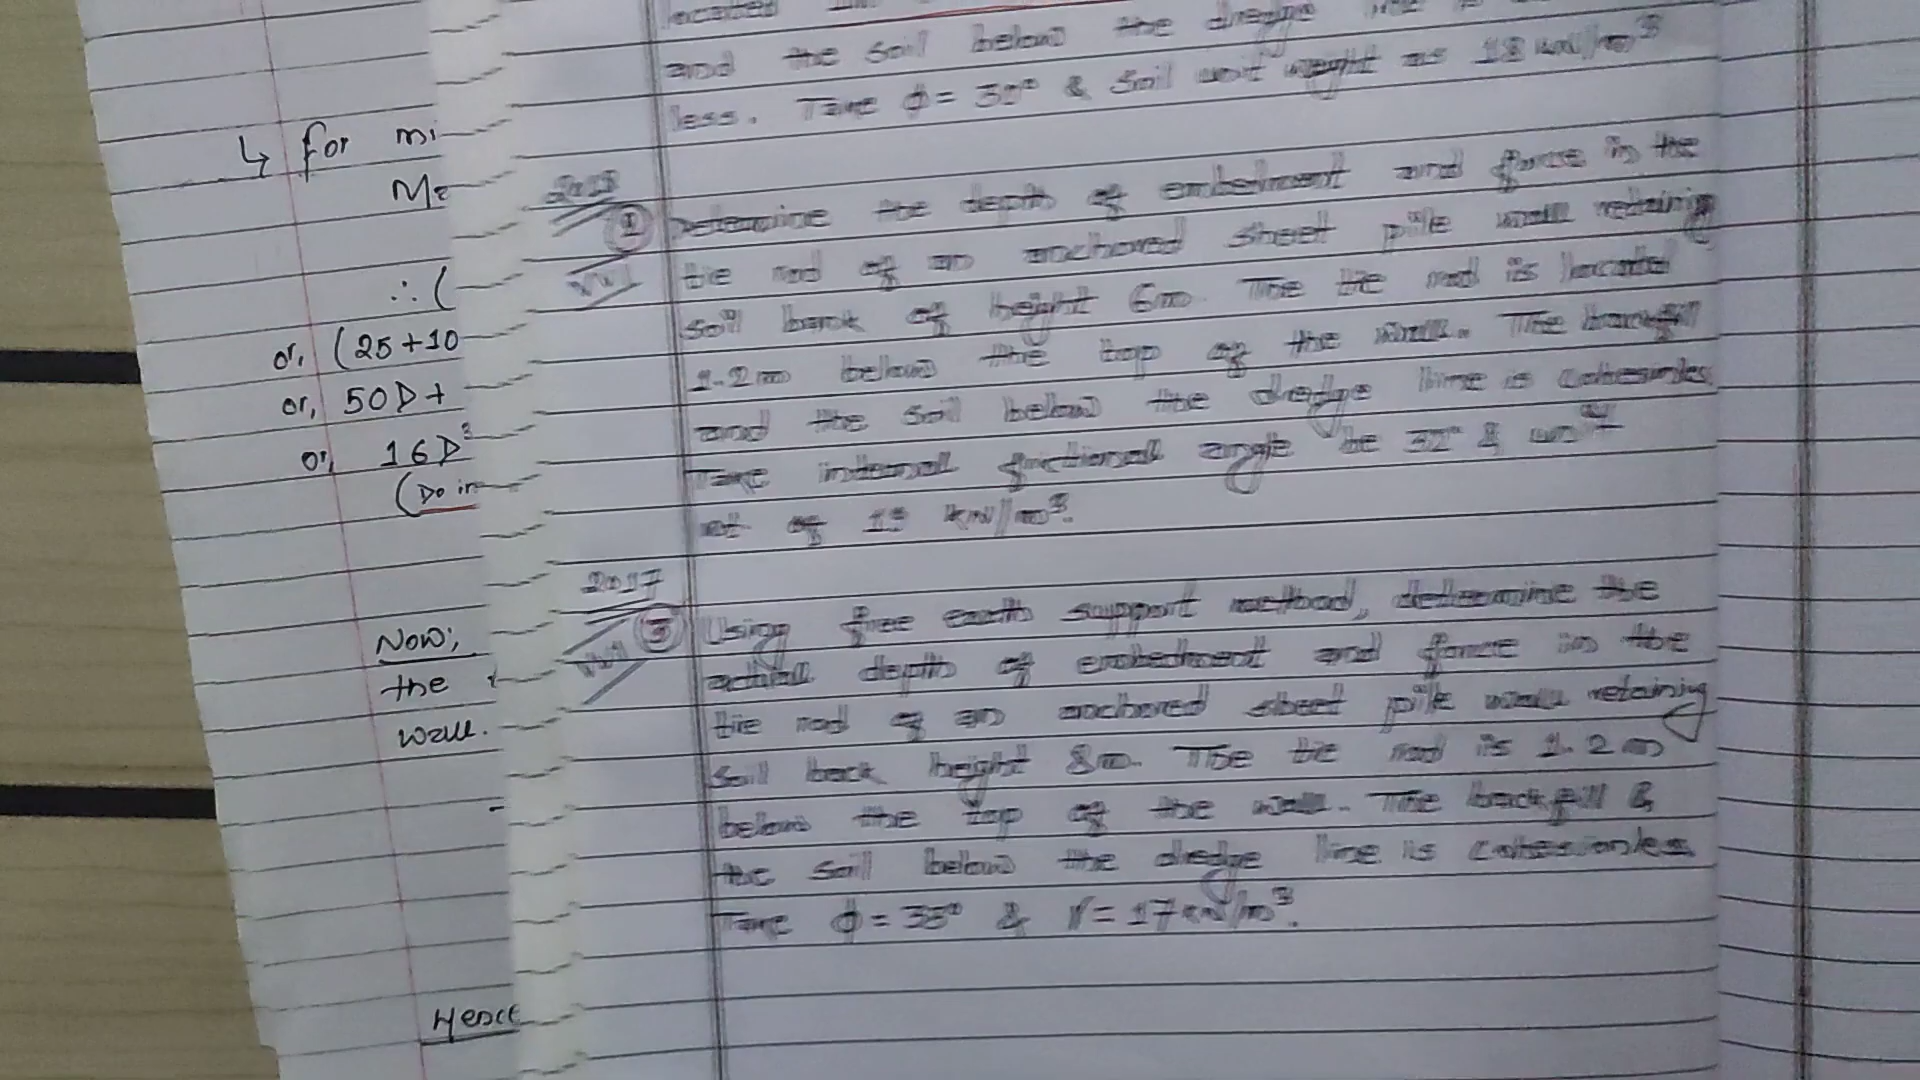 and the soil below the dredge
less. Take ϕ = 30° & soil unit weight as 18 kN/m³
↳ for mi
Determine the depth of embedment and force in the
tie rod of an anchored sheet pile wall retaining
soil back of height 6m. The tie rod is located
1.2m below the top of the wall. The backfill
and the soil below the dredge line is cohesionless
Take internal frictional angle be 32° & unit
wt of 19 kN/m³.
∴ (
or, (25+10
or, 50D+
or, 16D³
(Do in
2017
③ Using free earth support method, determine the
actual depth of embedment and force in the
tie rod of an anchored sheet pile wall retaining
soil back height 8m. The tie rod is 1.2m
below the top of the wall. The backfill &
the soil below the dredge line is cohesionless
Take ϕ = & γ = 17 kN/m³.
Now,
the
wall.
Hence